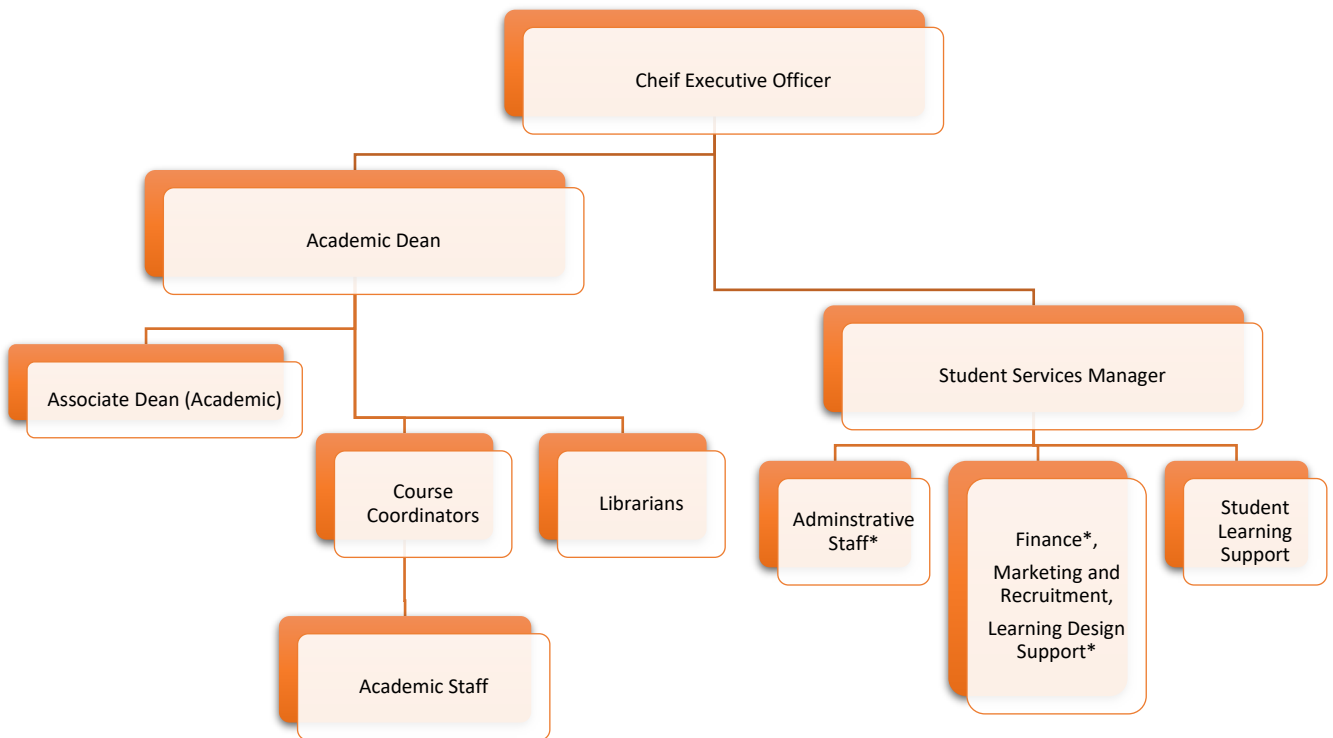 Cheif Executive Officer
Academic Dean
Student Services Manager
Associate Dean (Academic)
Course
Coordinators
Librarians
Academic Staff
Adminstrative
Staff*
Finance*,
Marketing and
Recruitment,
Learning Design
Support*
Student
Learning
Support